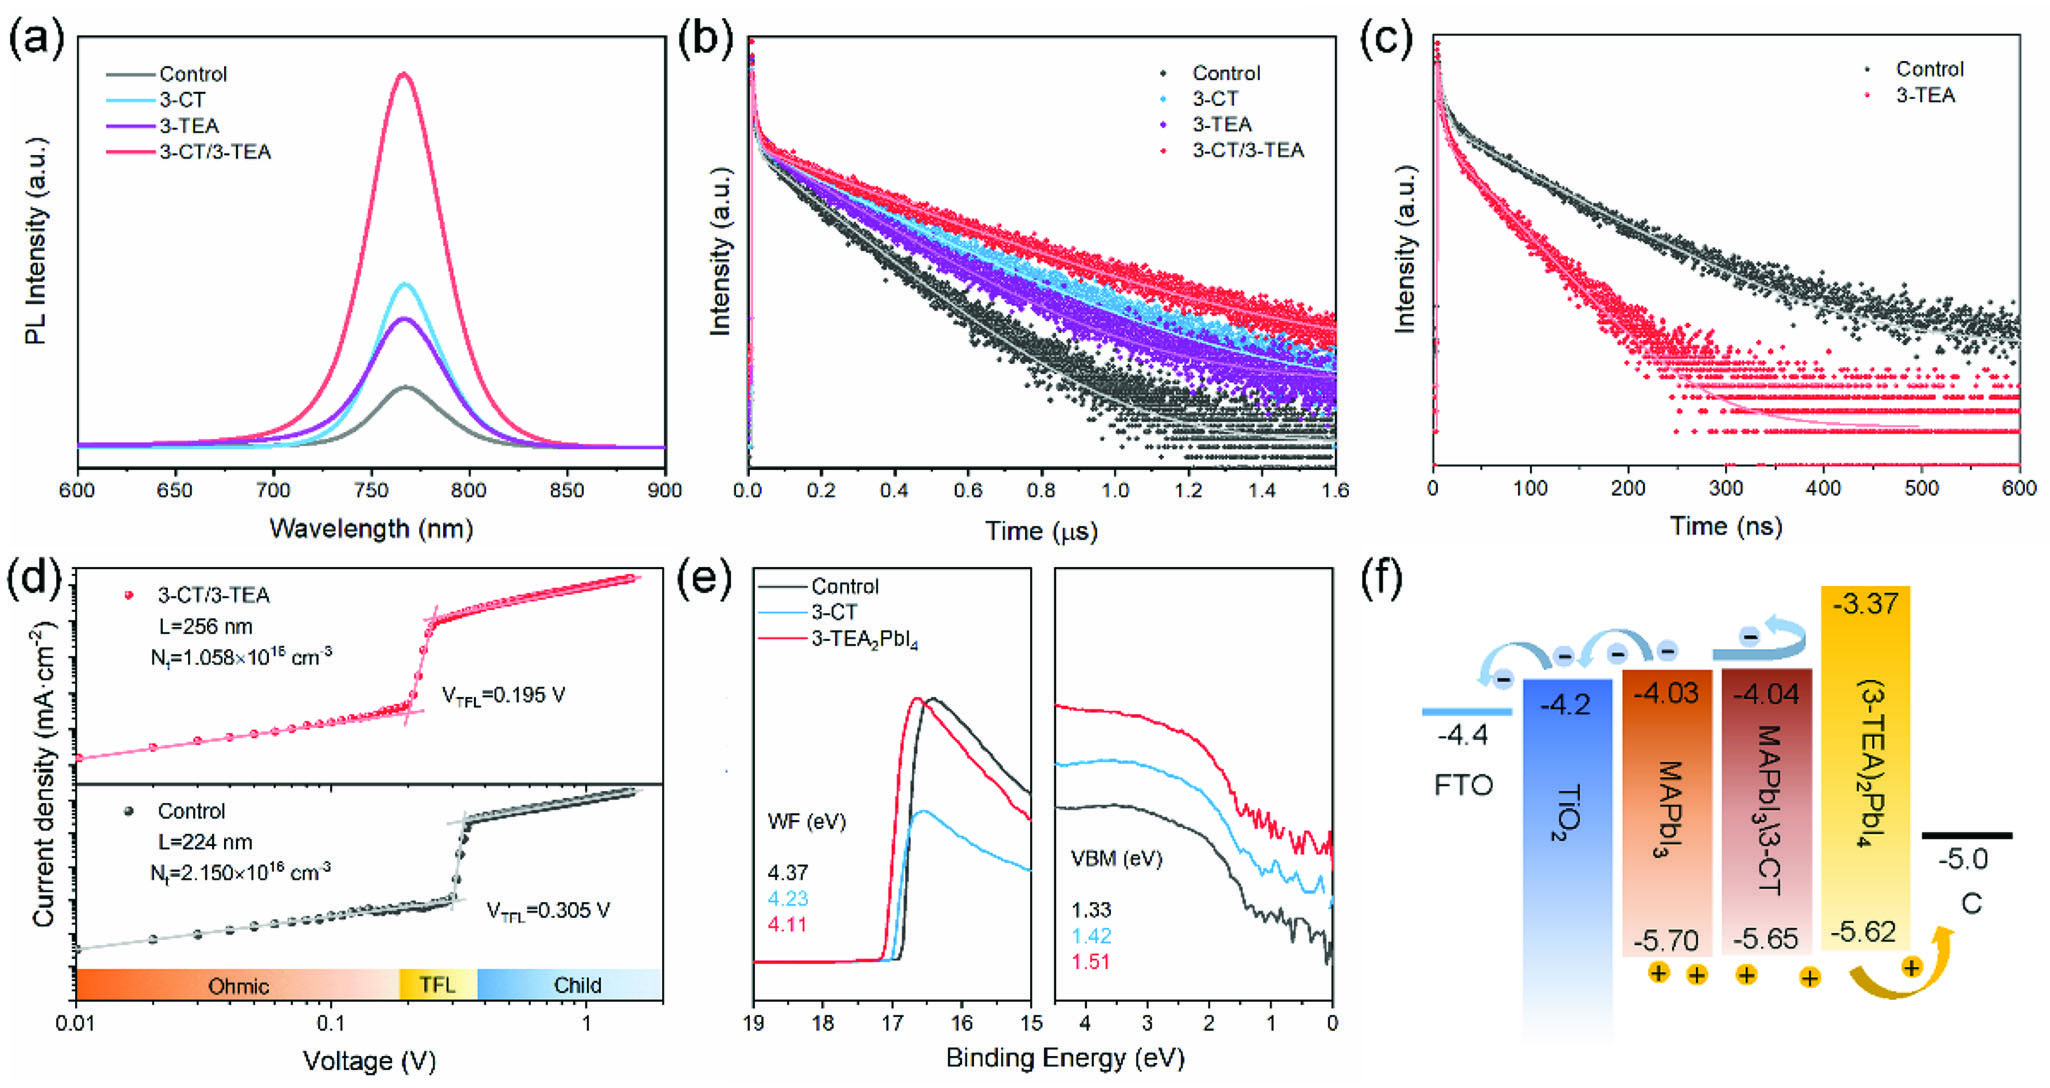 (a)
Control
3-CT
3-TEA
3-CT/3-TEA
PL Intensity (a.u.)
600 650 700 750 800 850 900
Wavelength (nm)
(b)
Control
3-CT
3-TEA
3-CT/3-TEA
Intensity (a.u.)
0.0 0.2 0.4 0.6 0.8 1.0 1.2 1.4 1.6
Time (μs)
(c)
Control
3-TEA
Intensity (a.u.)
0 100 200 300 400 500 600
Time (ns)
(d)
3-CT/3-TEA
L=256 nm
Nt=1.058×10^16 cm^-3
VTFL=0.195 V
Control
L=224 nm
Nt=2.150×10^16 cm^-3
VTFL=0.305 V
Ohmic TFL Child
Current density (mA·cm^-2)
0.01 0.1 1
Voltage (V)
(e)
Control
3-CT
3-TEA2PbI4
WF (eV)
4.37
4.23
4.11
VBM (eV)
1.33
1.42
1.51
19 18 17 16 15 4 3 2 1 0
Binding Energy (eV)
(f)
-4.4
FTO
-4.2
TiO2
-4.03
MAPbI3
-5.70
-4.04
MAPbI3\3-CT
-5.65
-3.37
(3-TEA)2PbI4
-5.62
-5.0
C